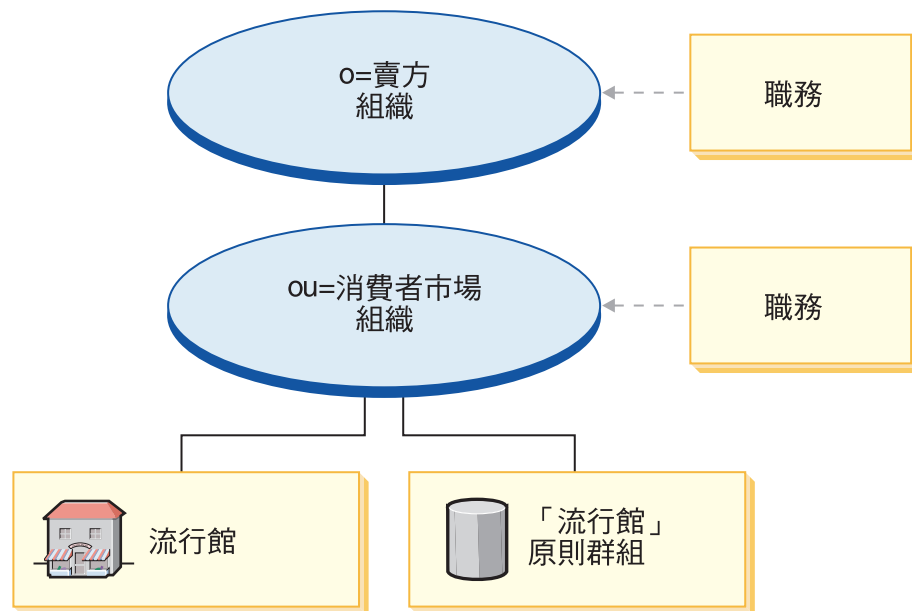 o=賣方
組織
職務
ou=消費者市場
組織
職務
流行館
「流行館」
原則群組